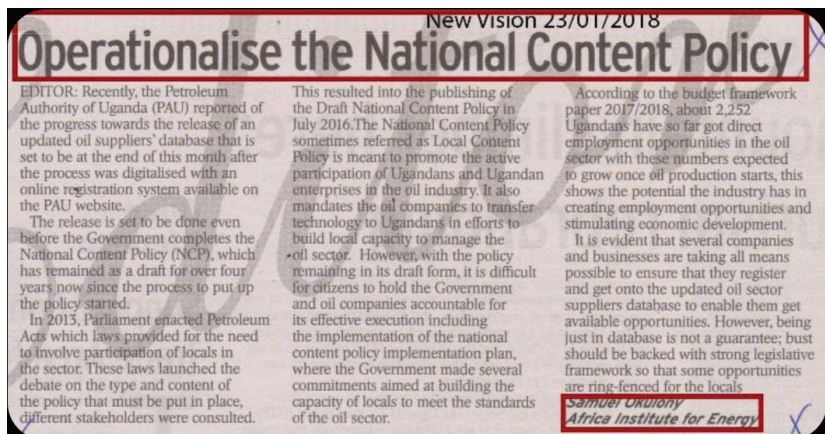 New Vision 23/01/2018
Operationalise the National Content Policy
EDITOR: Recently, the Petroleum
Authority of Uganda (PAU) reported of
the progress towards the release of an
updated oil suppliers' database that is
set to be at the end of this month after
the process was digitalised with an
online registration system available on
the PAU website.
The release is set to be done even
before the Government completes the
National Content Policy (NCP), which
has remained as a draft for over four
years now since the process to put up
the policy started.
In 2013, Parliament enacted Petroleum
Acts which laws provided for the need
to involve participation of locals in
the sector. These laws launched the
debate on the type and content of
the policy that must be put in place,
different stakeholders were consulted.
This resulted into the publishing of
the Draft National Content Policy in
July 2016.The National Content Policy
sometimes referred as Local Content
Policy is meant to promote the active
participation of Ugandans and Ugandan
enterprises in the oil industry. It also
mandates the oil companies to transfer
technology to Ugandans in efforts to
build local capacity to manage the
oil sector. However, with the policy
remaining in its draft form, it is difficult
for citizens to hold the Government
and oil companies accountable for
its effective execution including
the implementation of the national
content policy implementation plan,
where the Government made several
commitments aimed at building the
capacity of locals to meet the standards
of the oil sector.
According to the budget framework
paper 2017/2018, about 2,252
Ugandans have so far got direct
employment opportunities in the oil
sector with these numbers expected
to grow once oil production starts, this
shows the potential the industry has in
creating employment opportunities and
stimulating economic development.
It is evident that several companies
and businesses are taking all means
possible to ensure that they register
and get onto the updated oil sector
suppliers database to enable them get
available opportunities. However, being
just in database is not a guarantee; bust
should be backed with strong legislative
framework so that some opportunities
are ring-fenced for the locals
Samuel Okulony
Africa Institute for Energy